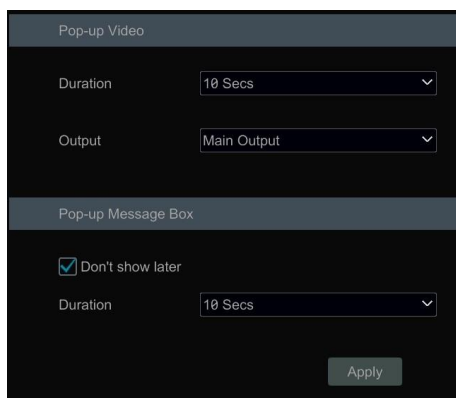 Pop-up Video
Duration 10 Secs
Output Main Output
Pop-up Message Box
Don't show later
Duration 10 Secs
Apply